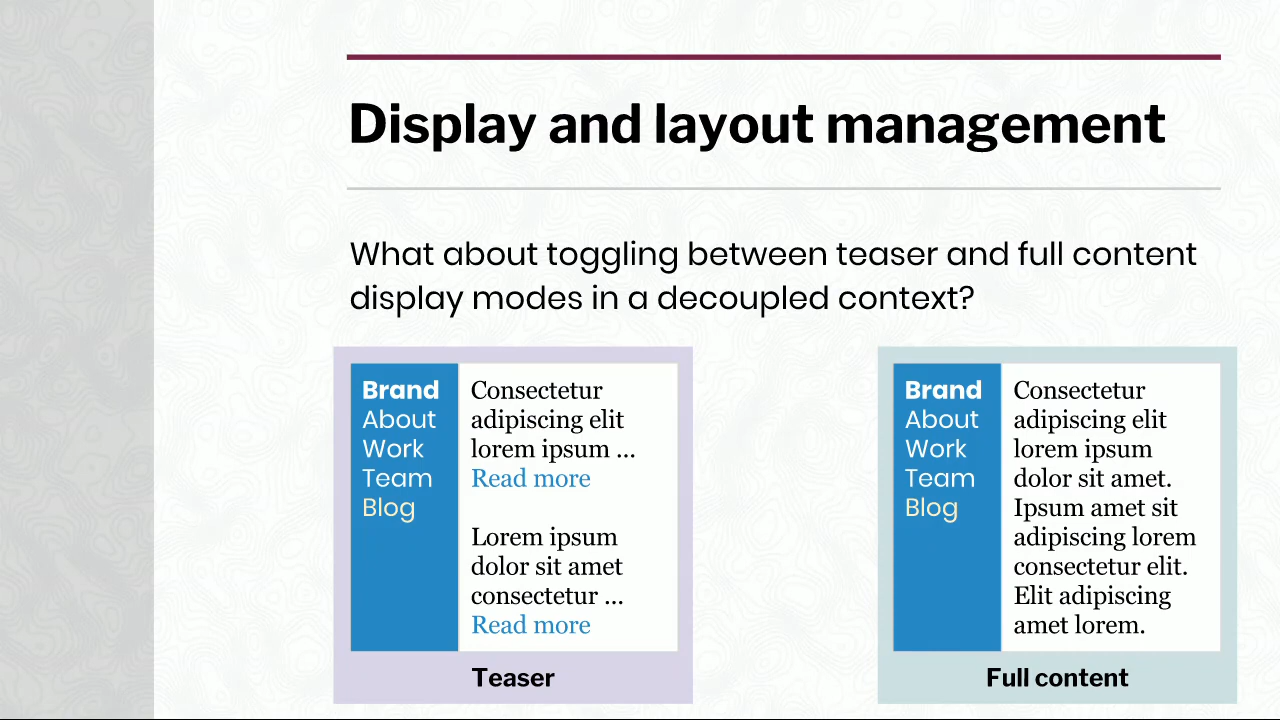 Display and layout management
What about toggling between teaser and full content
display modes in a decoupled context?
Brand
About
Work
Team
Blog
Consectetur
adipiscing elit
lorem ipsum ...
Read more
Lorem ipsum
dolor sit amet
consectetur ...
Read more
Teaser
Brand
About
Work
Team
Blog
Consectetur
adipiscing elit
lorem ipsum
dolor sit amet.
Ipsum amet sit
adipiscing lorem
consectetur elit.
Elit adipiscing
amet lorem.
Full content